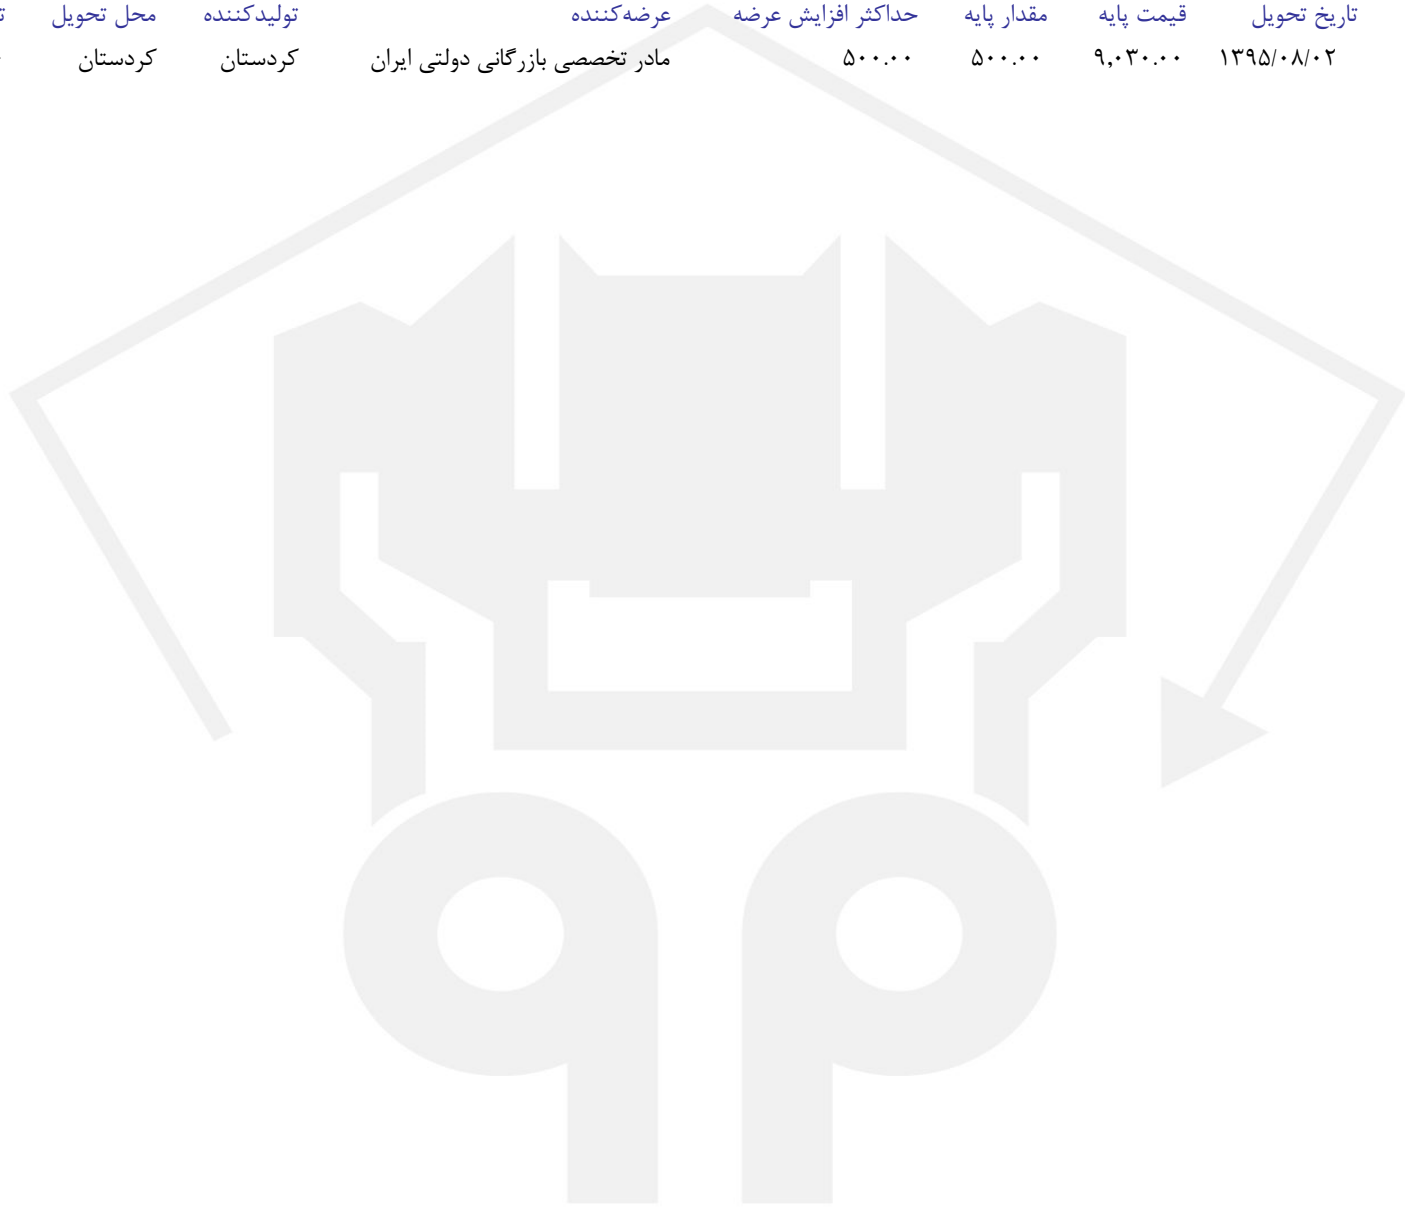 تاریخ تحویل قیمت پایه مقدار پایه حداکثر افزایش عرضه عرضه‌کننده تولیدکننده محل تحویل
۱۳۹۵/۰۸/۰۲ ۹,۰۳۰.۰۰ ۵۰۰.۰۰ ۵۰۰.۰۰ مادر تخصصی بازرگانی دولتی ایران کردستان کردستان